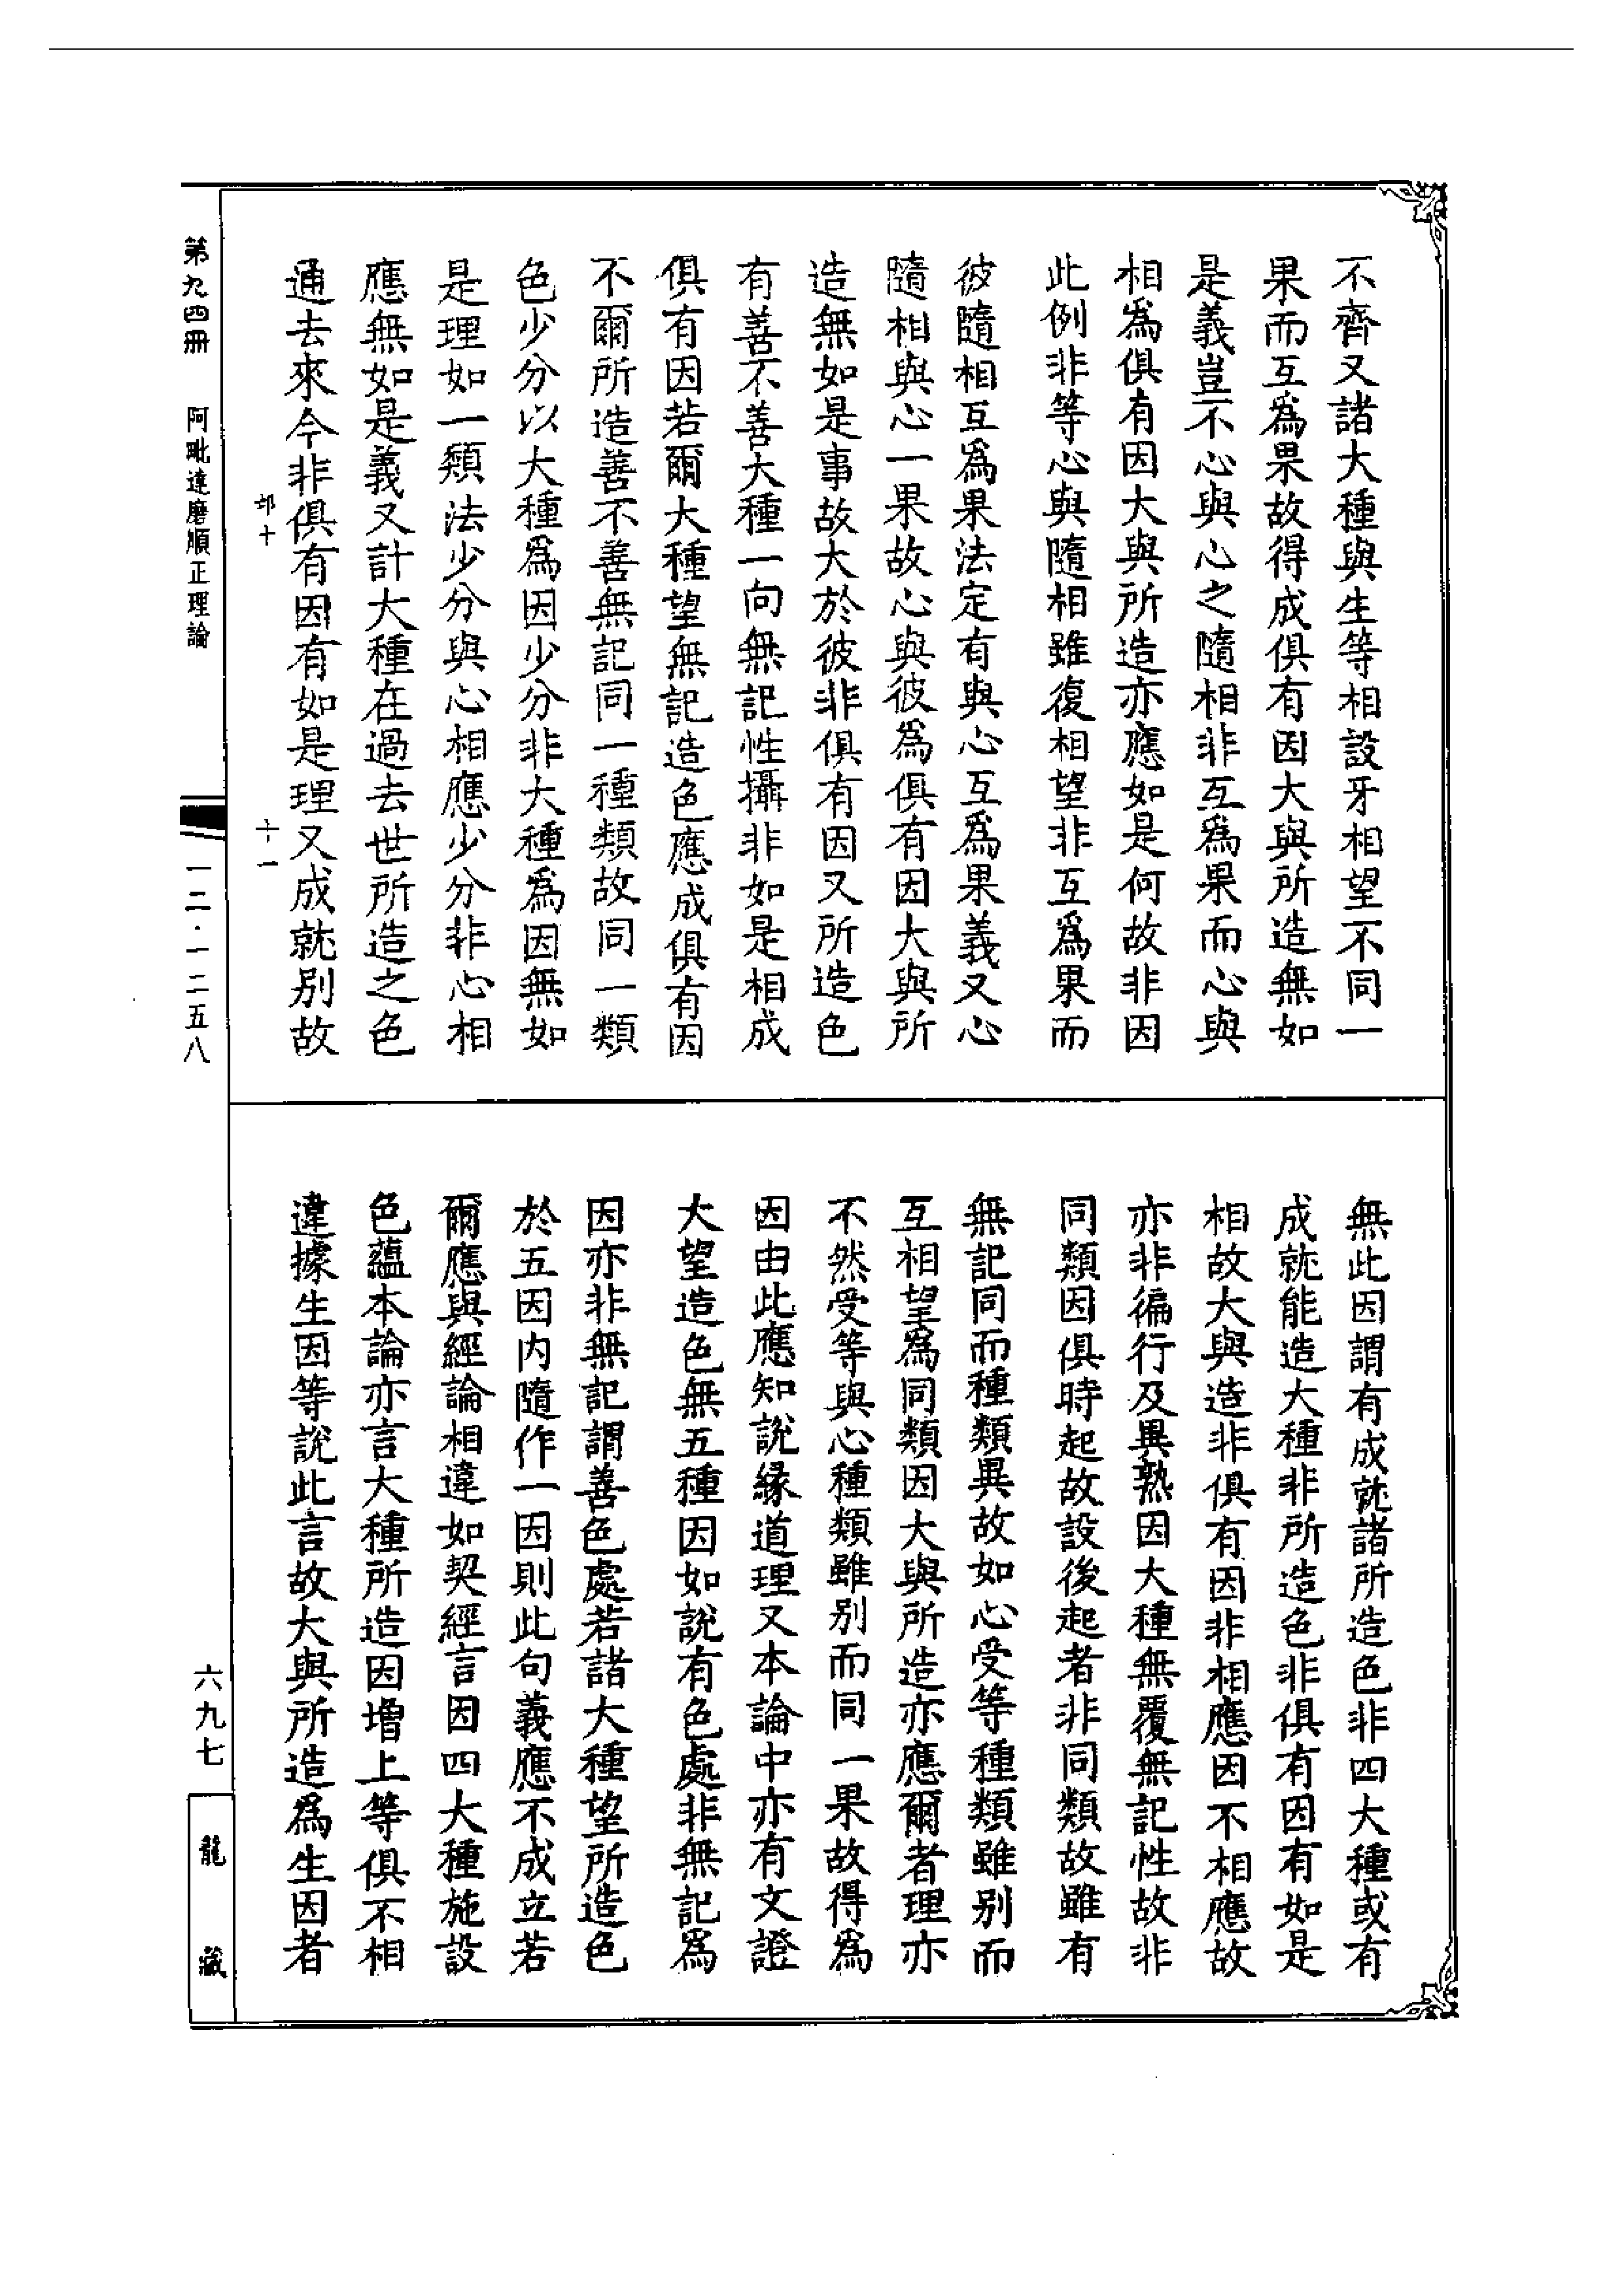 不齊又諸大種與生等相設牙相望不同一
果而互爲果故得成俱有因大與所造無如
是義豈不心與心之隨相非互爲果而心與
相爲俱有因大與所造亦應如是何故非因
此例非等心與隨相雖復相望非互爲果而
彼隨相互爲果法定有與心互爲果義又心
隨相與心一果故心與彼爲俱有因大與所
造無如是事故大於彼非俱有因又所造色
有善不善大種一向無記性攝非如是相成
俱有因若爾大種望無記造色應成俱有因
不爾所造善不善無記同一種類故同一類
色少分以大種爲因少分非大種爲因無如
是理如一類法少分與心相應少分非心相
應無如是義又計大種在過去世所造之色
通去來今非俱有因有如是理又成就別故
無此因謂有成就諸所造色非四大種或有
成就能造大種非所造色非俱有因有如是
相故大與造非俱有因非相應因不相應故
亦非徧行及異熟因大種無覆無記性故非
同類因俱時起故設後起者非同類故雖有
無記同而種類異故如心受等種類雖别而
互相望爲同類因大與所造亦應爾者理亦
不然受等與心種類雖别而同一果故得爲
因由此應知說緣道理又本論中亦有文證
大望造色無五種因如說有色處非無記爲
因亦非無記謂善色處若諸大種望所造色
於五因内隨作一因則此句義應不成立若
爾應與經論相違如契經言因四大種施設
色蘊本論亦言大種所造因增上等俱不相
違據生因等說此言故大與所造爲生因者
第九四冊 阿毗達磨順正理論
十一
一二·一二五八
六九七
龍藏